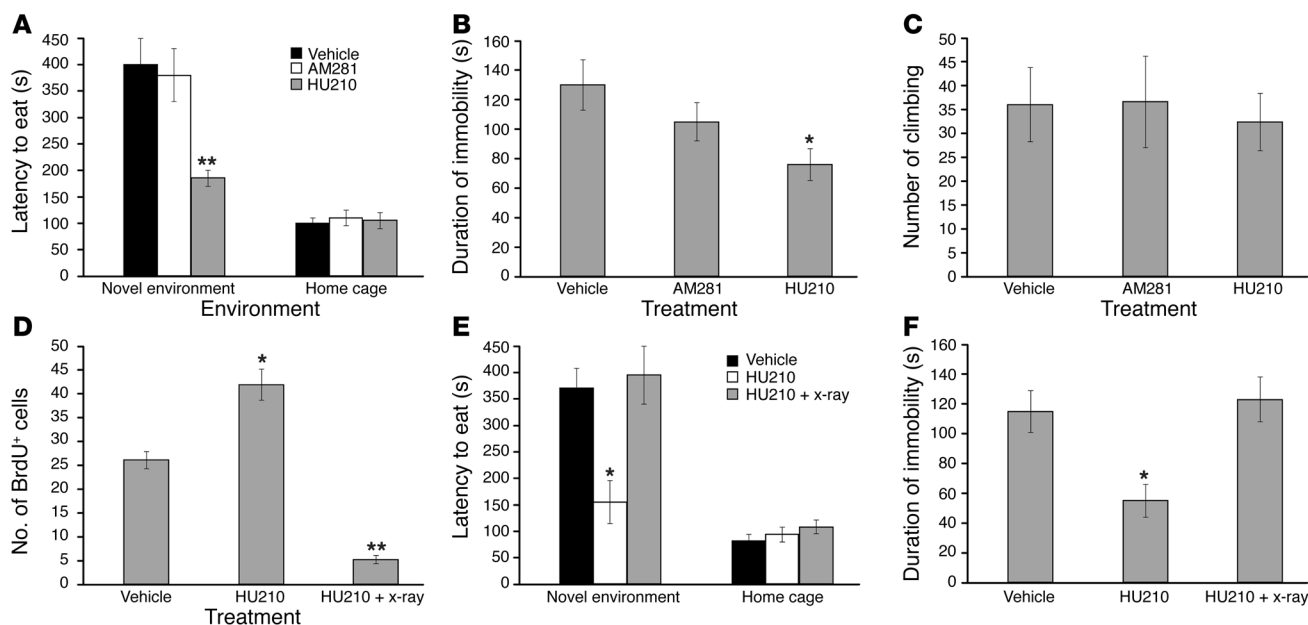 A
Latency to eat (s)
450
400
350
300
250
200
150
100
50
0
Vehicle
AM281
HU210
**
Novel environment
Home cage
Environment
B
Duration of immobility (s)
160
140
120
100
80
60
40
20
0
*
Vehicle
AM281
HU210
Treatment
C
Number of climbing
50
45
40
35
30
25
20
15
10
5
0
Vehicle
AM281
HU210
Treatment
D
No. of BrdU+ cells
50
45
40
35
30
25
20
15
10
5
0
*
**
Vehicle
HU210
HU210 + x-ray
Treatment
E
Latency to eat (s)
450
400
350
300
250
200
150
100
50
0
Vehicle
HU210
HU210 + x-ray
*
Novel environment
Home cage
F
Duration of immobility (s)
160
140
120
100
80
60
40
20
0
*
Vehicle
HU210
HU210 + x-ray